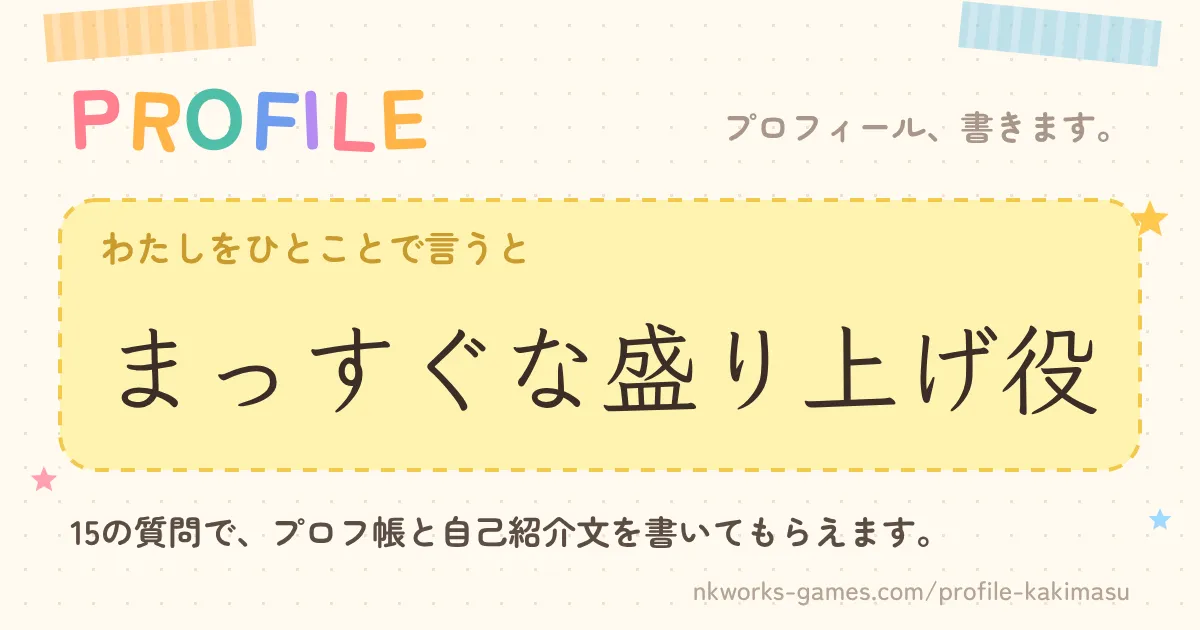 PROFILE
プロフィール、書きます。
わたしをひとことで言うと
まっすぐな盛り上げ役
15の質問で、プロフ帳と自己紹介文を書いてもらえます。
nkworks-games.com/profile-kakimasu